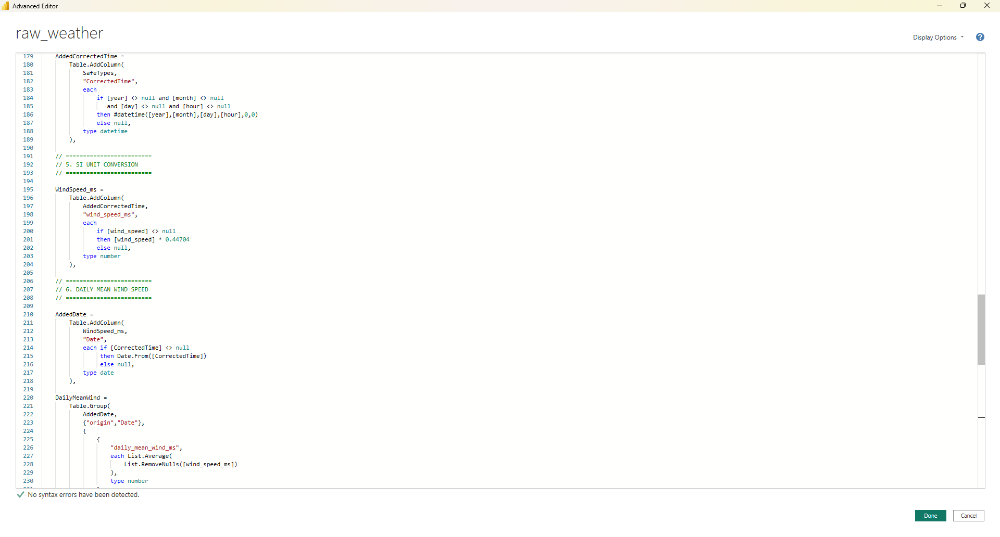 Advanced Editor
raw_weather
Display Options
?
179 AddedCorrectedTime =
180 Table.AddColumn(
181 SafeTypes,
182 "CorrectedTime",
183 each
184 if [year] <> null and [month] <> null
185 and [day] <> null and [hour] <> null
186 then #datetime([year],[month],[day],[hour],0,0)
187 else null,
188 type datetime
189 ),
190
191 // =========================
192 // 5. SI UNIT CONVERSION
193 // =========================
194
195 WindSpeed_ms =
196 Table.AddColumn(
197 AddedCorrectedTime,
198 "wind_speed_ms",
199 each
200 if [wind_speed] <> null
201 then [wind_speed] * 0.44704
202 else null,
203 type number
204 ),
205
206 // =========================
207 // 6. DAILY MEAN WIND SPEED
208 // =========================
209
210 AddedDate =
211 Table.AddColumn(
212 WindSpeed_ms,
213 "Date",
214 each if [CorrectedTime] <> null
215 then Date.From([CorrectedTime])
216 else null,
217 type date
218 ),
219
220 DailyMeanWind =
221 Table.Group(
222 AddedDate,
223 {"origin","Date"},
224 {
225 {
226 "daily_mean_wind_ms",
227 each List.Average(
228 List.RemoveNulls([wind_speed_ms])
229 ),
230 type number
No syntax errors have been detected.
Done
Cancel